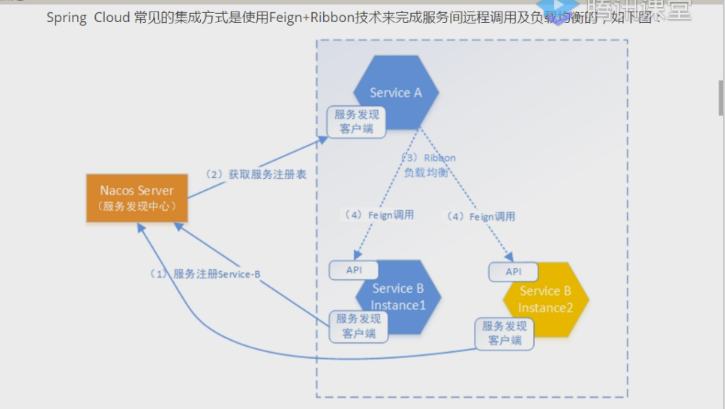 Spring Cloud 常见的集成方式是使用Feign+Ribbon技术来完成服务间远程调用及负载均衡的，如下图：
腾讯课堂
Service A
服务发现
客户端
（3）Ribbon
负载均衡
（2）获取服务注册表
Nacos Server
（服务发现中心）
（4）Feign调用
（4）Feign调用
（1）服务注册Service-B
API
Service B
Instance1
服务发现
客户端
API
Service B
Instance2
服务发现
客户端